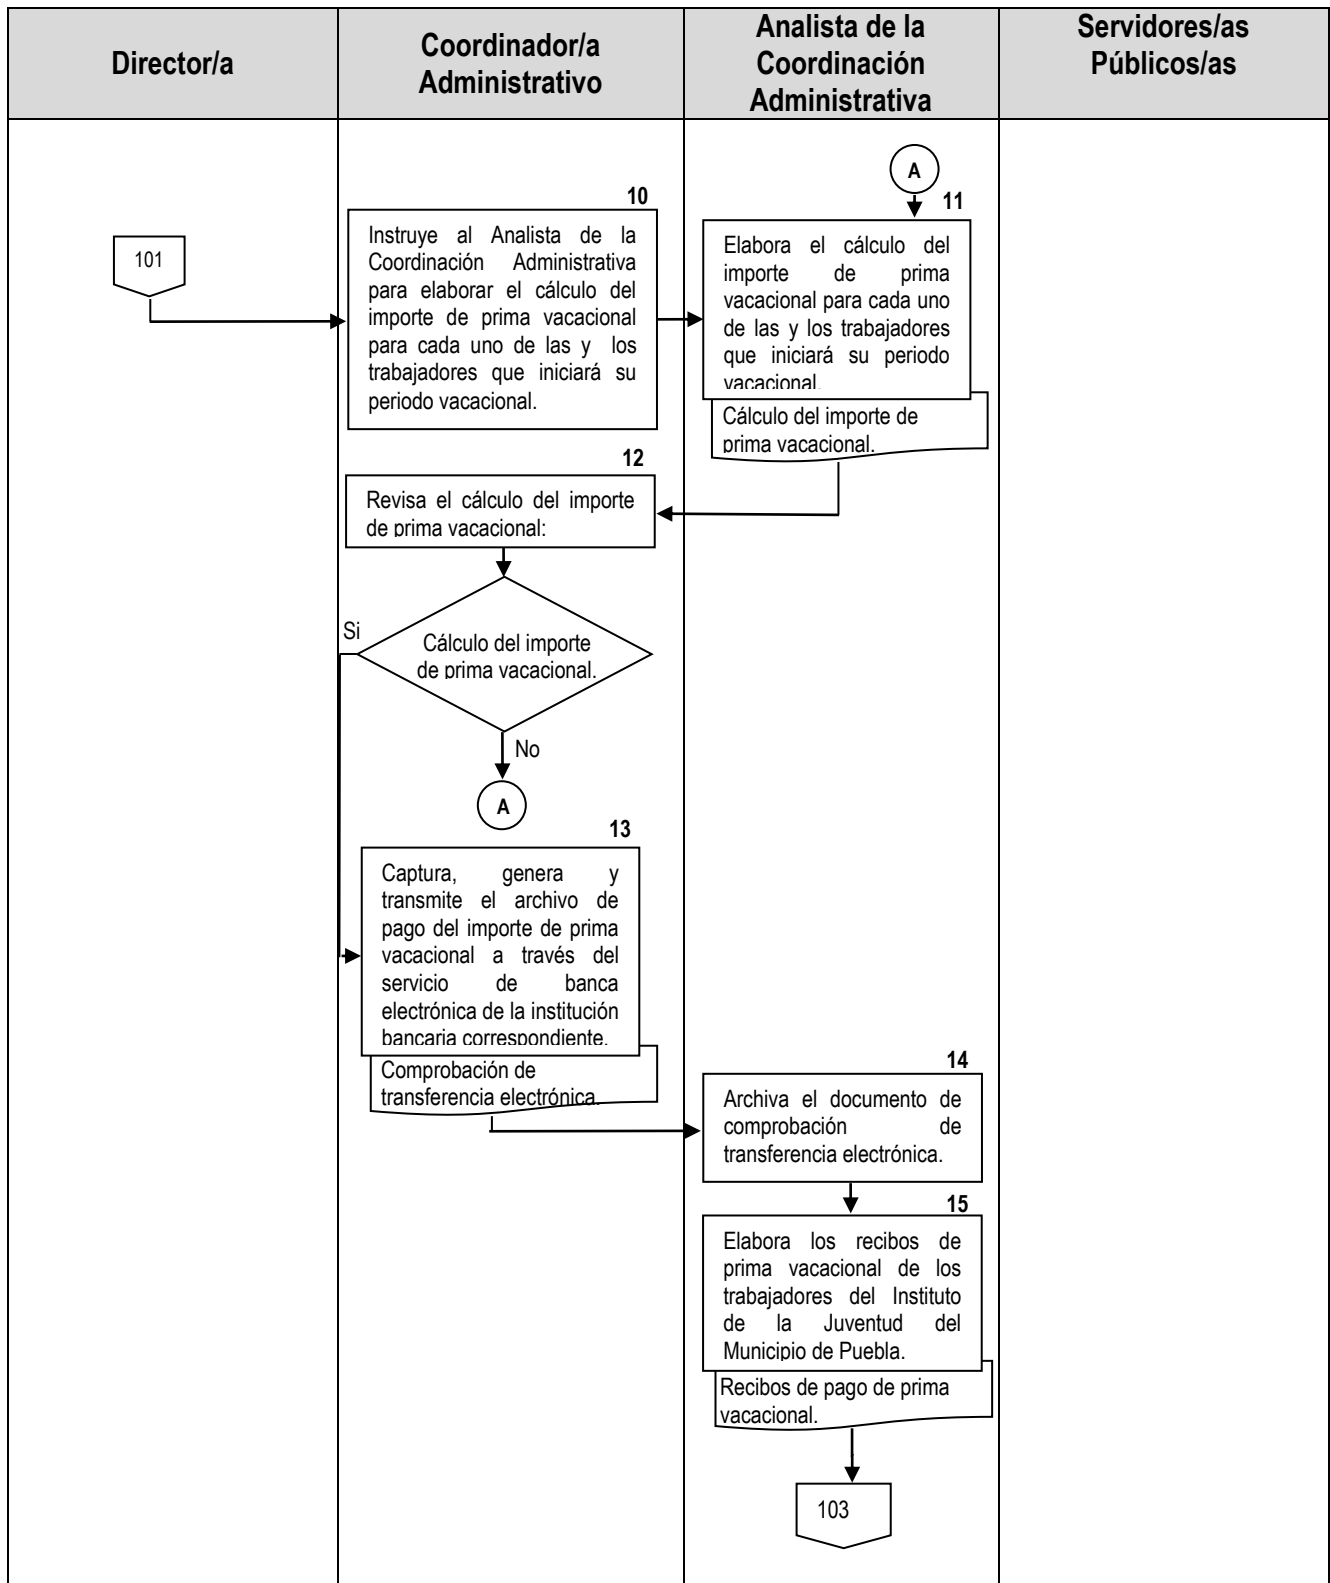 Director/a
Coordinador/a
Administrativo
Analista de la
Coordinación
Administrativa
Servidores/as
Públicos/as
101
10
Instruye al Analista de la
Coordinación Administrativa
para elaborar el cálculo del
importe de prima vacacional
para cada uno de las y los
trabajadores que iniciará su
periodo vacacional.
A
11
Elabora el cálculo del
importe de prima
vacacional para cada uno
de las y los trabajadores
que iniciará su periodo
vacacional.
Cálculo del importe de
prima vacacional.
12
Revisa el cálculo del importe
de prima vacacional:
Si
Cálculo del importe
de prima vacacional.
No
A
13
Captura, genera y
transmite el archivo de
pago del importe de prima
vacacional a través del
servicio de banca
electrónica de la institución
bancaria correspondiente.
Comprobación de
transferencia electrónica.
14
Archiva el documento de
comprobación de
transferencia electrónica.
15
Elabora los recibos de
prima vacacional de los
trabajadores del Instituto
de la Juventud del
Municipio de Puebla.
Recibos de pago de prima
vacacional.
103